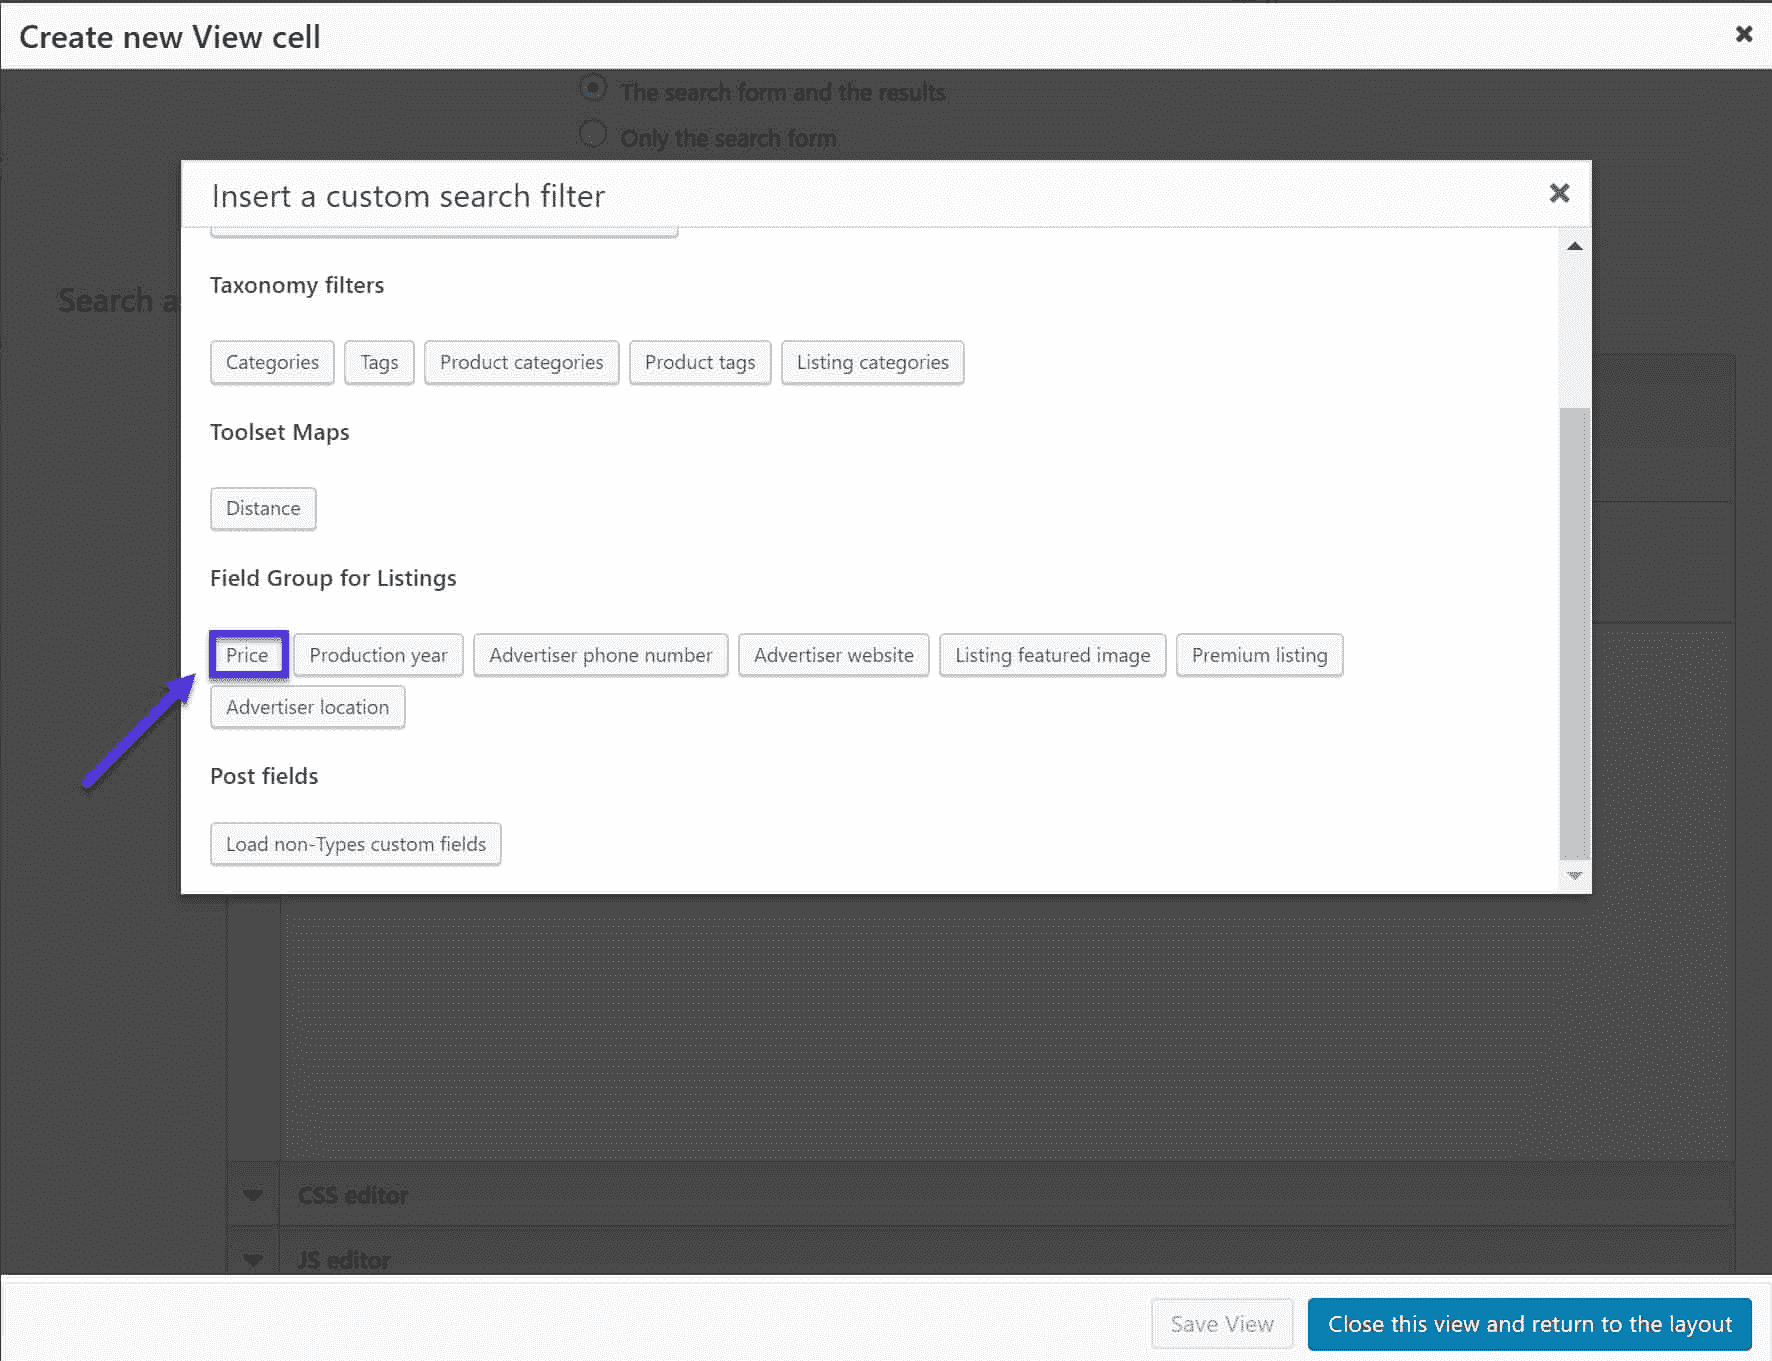 Create new View cell
The search form and the results
Only the search form
Insert a custom search filter
Search a
Taxonomy filters
Categories Tags Product categories Product tags Listing categories
Toolset Maps
Distance
Field Group for Listings
Price Production year Advertiser phone number Advertiser website Listing featured image Premium listing
Advertiser location
Post fields
Load non-Types custom fields
CSS editor
JS editor
Save View Close this view and return to the layout